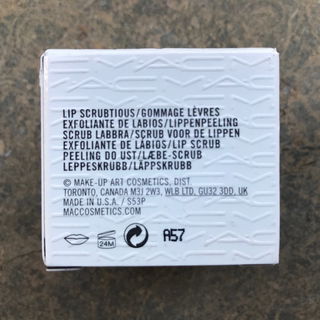 LIP SCRUBTIOUS/GOMMAGE LÈVRES
EXFOLIANTE DE LABIOS/LIPPENPEELING
SCRUB LABBRA/SCRUB VOOR DE LIPPEN
EXFOLIANTE DE LÁBIOS/LIP SCRUB
PEELING DO UST/LÆBE-SCRUB
LEPPESKRUBB/LÄPPSKRUBB
© MAKE-UP ART COSMETICS, DIST.
TORONTO, CANADA M3J 2W3, WLB LTD, GU32 3DD, UK
MADE IN U.S.A. / S53P
MACCOSMETICS.COM
24M
A57